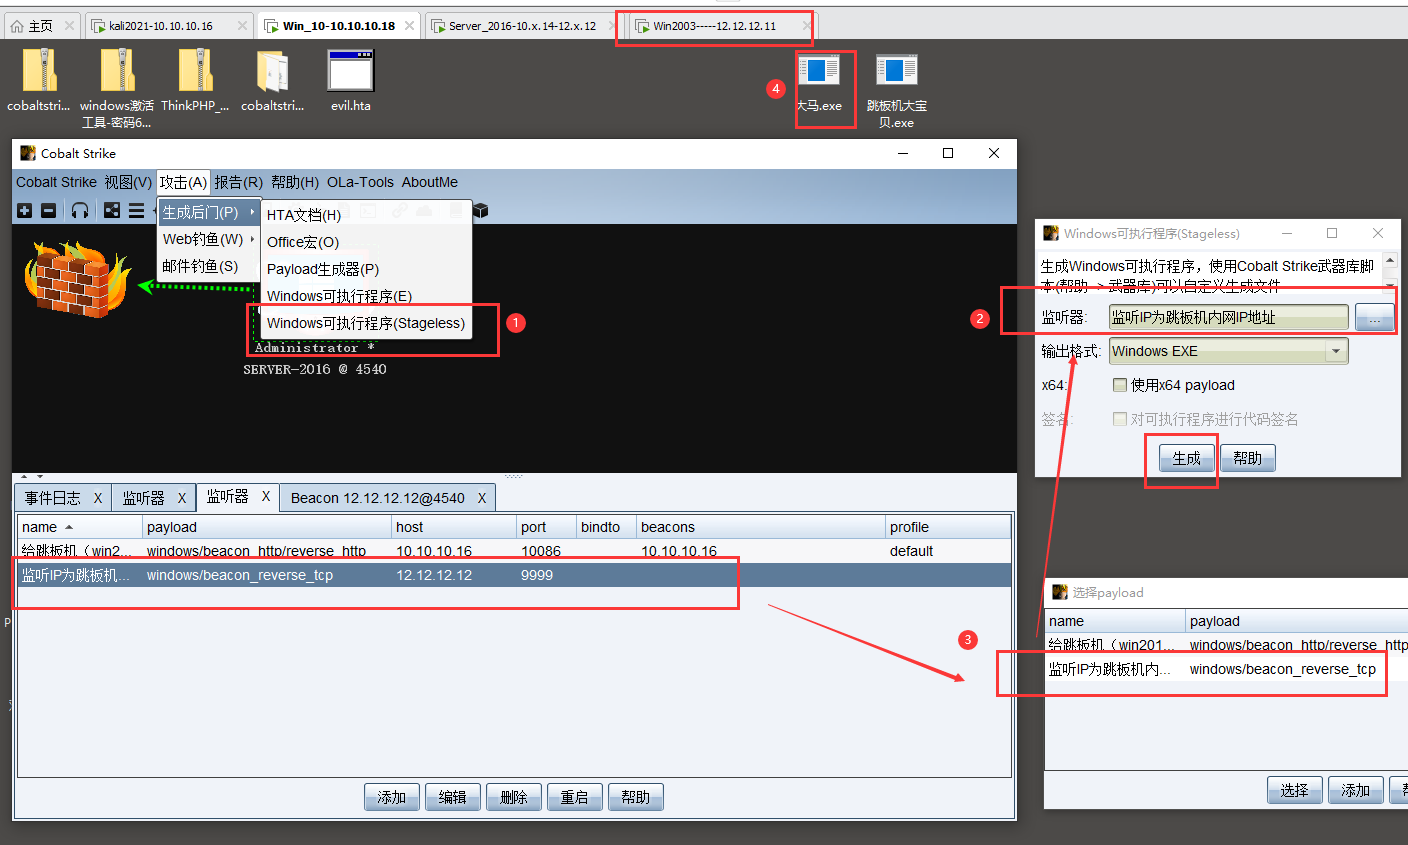 主页
kali2021-10.10.10.16
Win_10-10.10.10.18
Server_2016-10.x.14-12.x.12
Win2003-----12.12.12.11
cobaltstri...
windows激活
工具-密码6...
ThinkPHP_...
cobaltstri...
evil.hta
4
大马.exe
跳板机大宝
贝.exe
Cobalt Strike
Cobalt Strike 视图(V) 攻击(A) 报告(R) 帮助(H) OLa-Tools AboutMe
生成后门(P)
Web钓鱼(W)
邮件钓鱼(S)
HTA文档(H)
Office宏(O)
Payload生成器(P)
Windows可执行程序(E)
Windows可执行程序(Stageless)
1
Administrator *
SERVER-2016 @ 4540
Windows可执行程序(Stageless)
生成Windows可执行程序，使用Cobalt Strike武器库脚
本(帮助 -> 武器库)可以自定义生成文件
2
监听器: 监听IP为跳板机内网IP地址 ...
输出格式: Windows EXE
x64: 使用x64 payload
签名: 对可执行程序进行代码签名
生成 帮助
事件日志 X 监听器 X 监听器 X Beacon 12.12.12.12@4540 X
name payload host port bindto beacons profile
给跳板机（win2... windows/beacon_http/reverse_http 10.10.10.16 10086 10.10.10.16 default
监听IP为跳板机... windows/beacon_reverse_tcp 12.12.12.12 9999
3
添加 编辑 删除 重启 帮助
选择payload
name payload
给跳板机（win201... windows/beacon_http/reverse_http
监听IP为跳板机内... windows/beacon_reverse_tcp
选择 添加